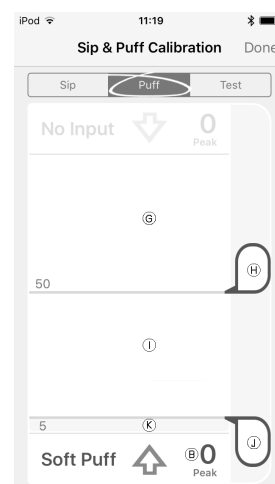 iPod 11:19
Sip & Puff Calibration Done
Sip Puff Test
No Input 0
Peak
G
H
50
I
5 K J
Soft Puff B 0
Peak